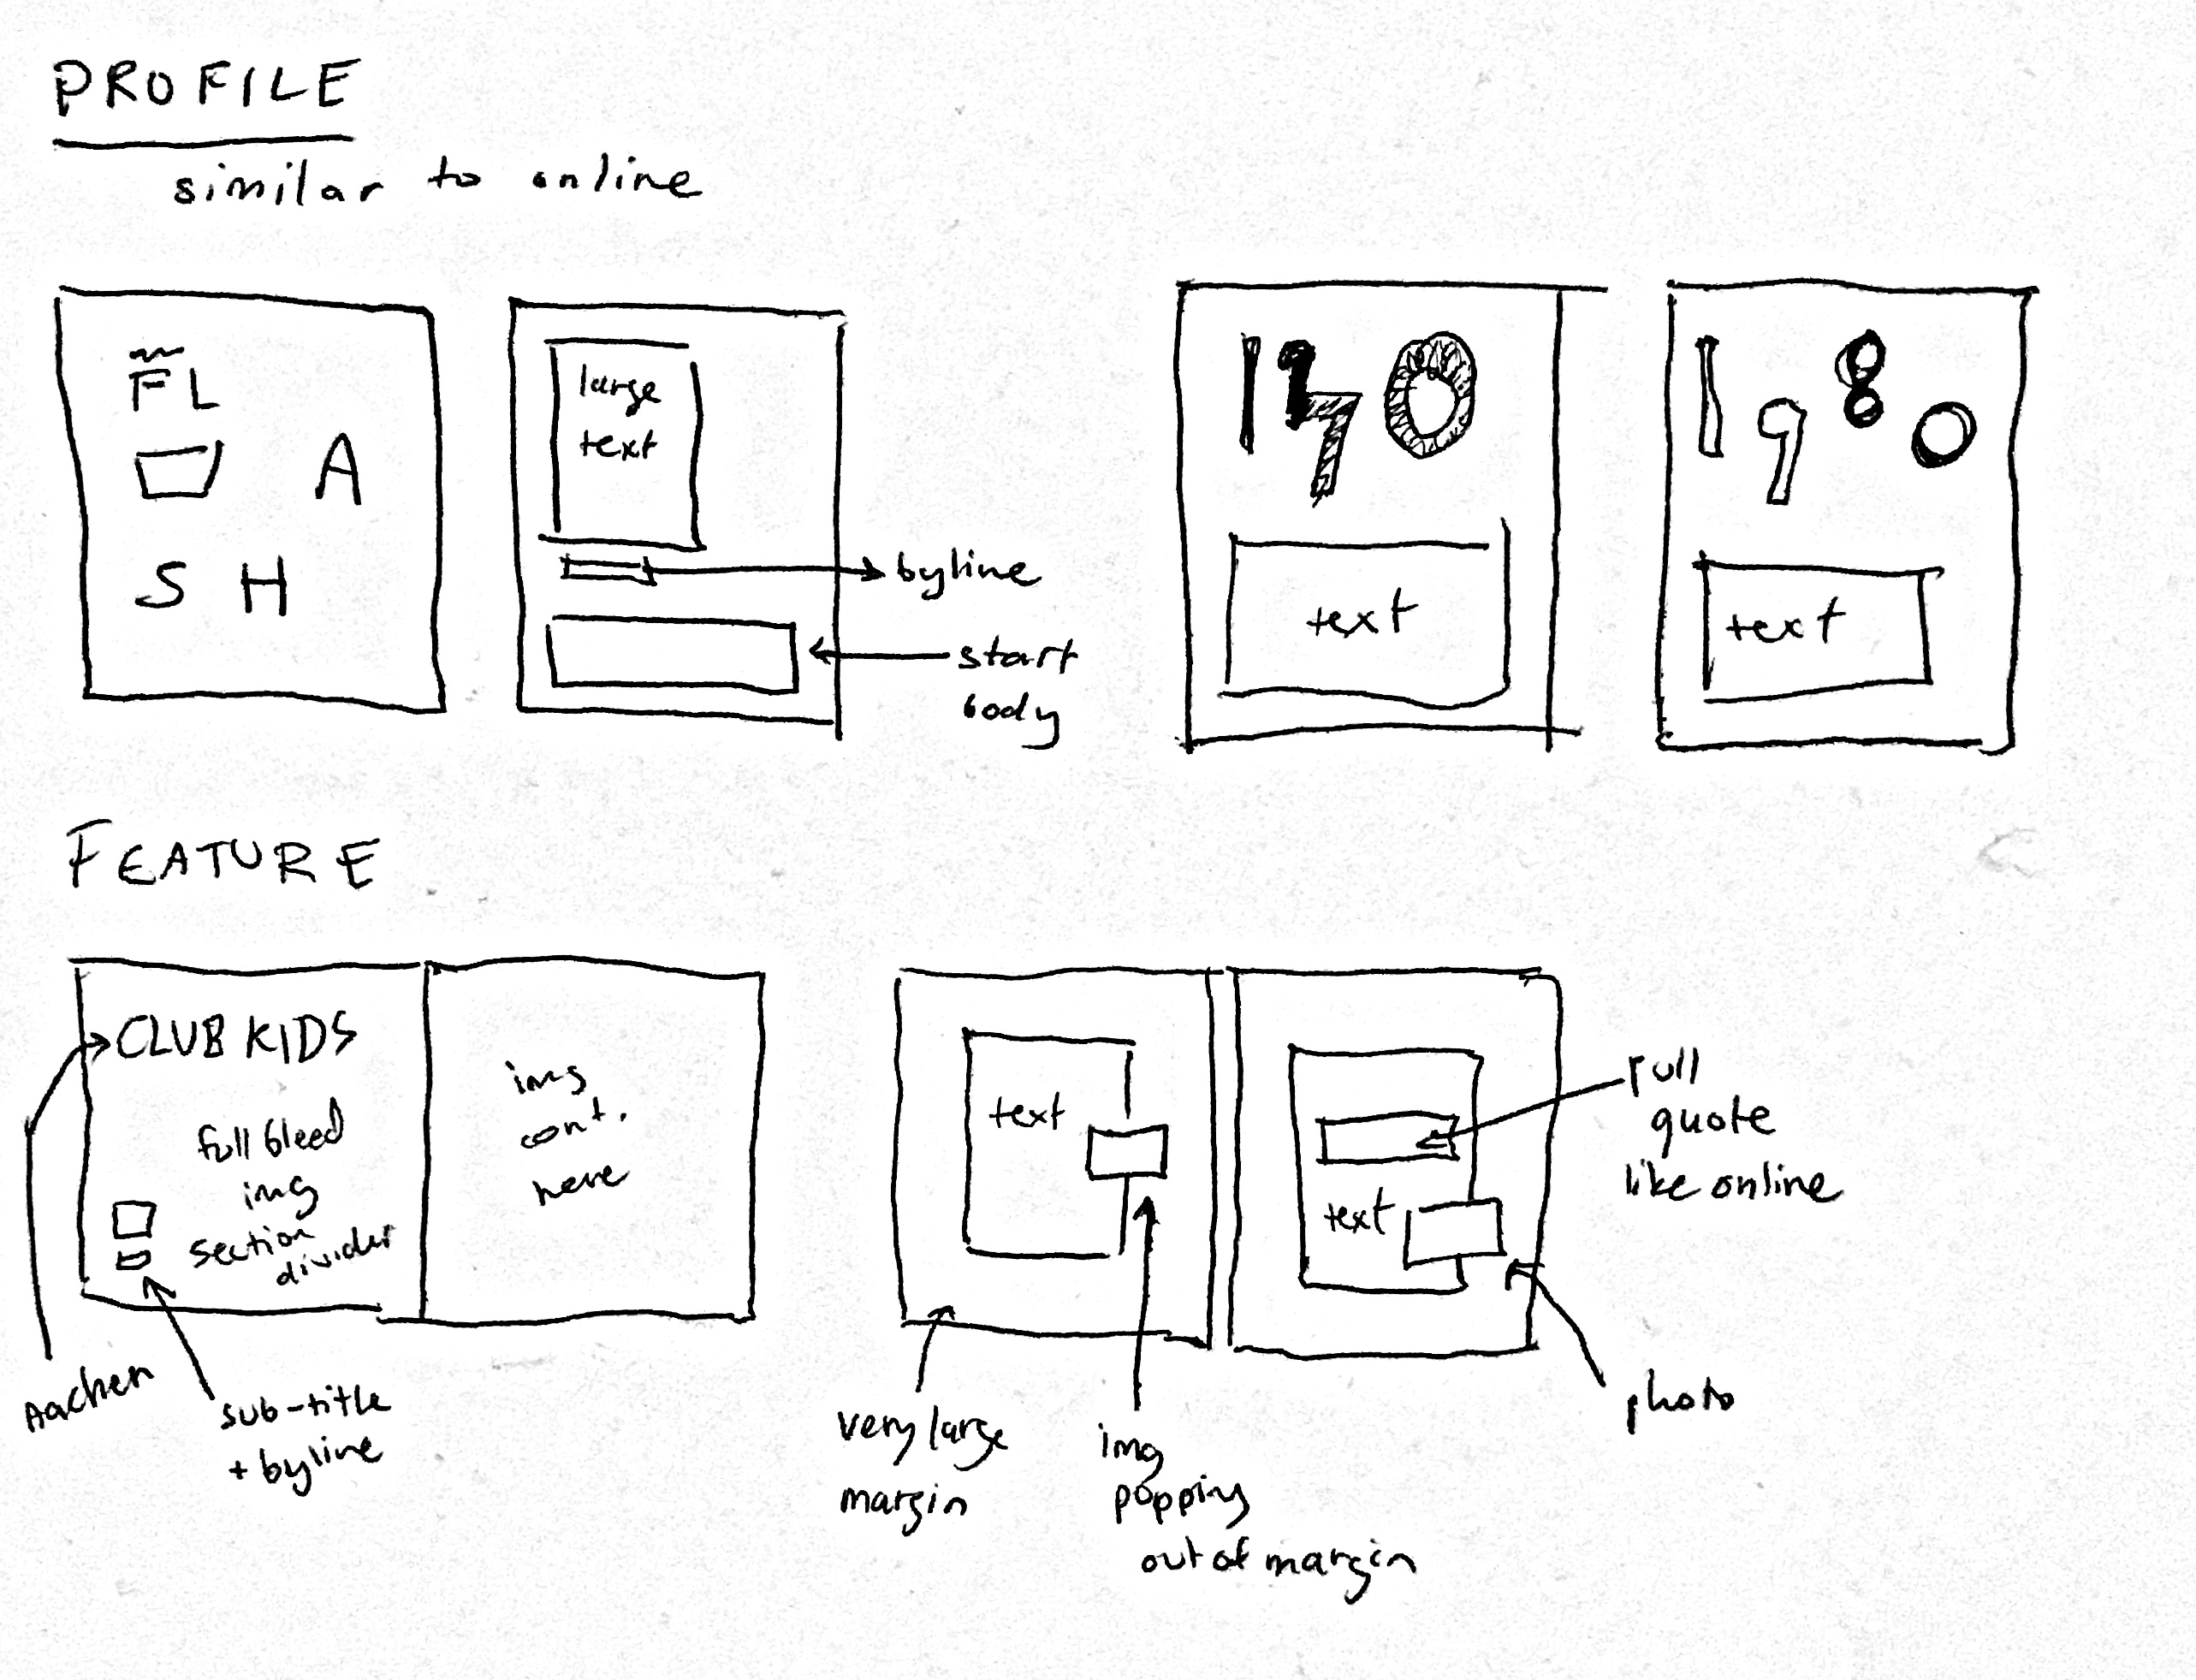 PROFILE
similar to online
FL
A
S H
large
text
byline
start
body
1970
text
1980
text
FEATURE
CLUB KIDS
full bleed
img
section
divider
img
cont.
here
Aachen
sub-title
+ byline
text
very large
margin
img
popping
out of margin
pull
quote
like online
text
photo